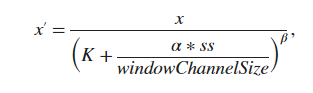 x′ = x / (K + α ∗ ss / windowChannelSize)^β,